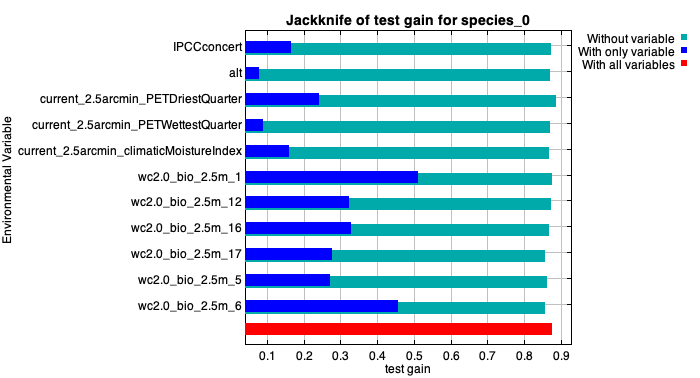 Jackknife of test gain for species_0
Without variable
With only variable
With all variables
Environmental Variable
IPCCconcert
alt
current_2.5arcmin_PETDriestQuarter
current_2.5arcmin_PETWettestQuarter
current_2.5arcmin_climaticMoistureIndex
wc2.0_bio_2.5m_1
wc2.0_bio_2.5m_12
wc2.0_bio_2.5m_16
wc2.0_bio_2.5m_17
wc2.0_bio_2.5m_5
wc2.0_bio_2.5m_6
0.1 0.2 0.3 0.4 0.5 0.6 0.7 0.8 0.9
test gain